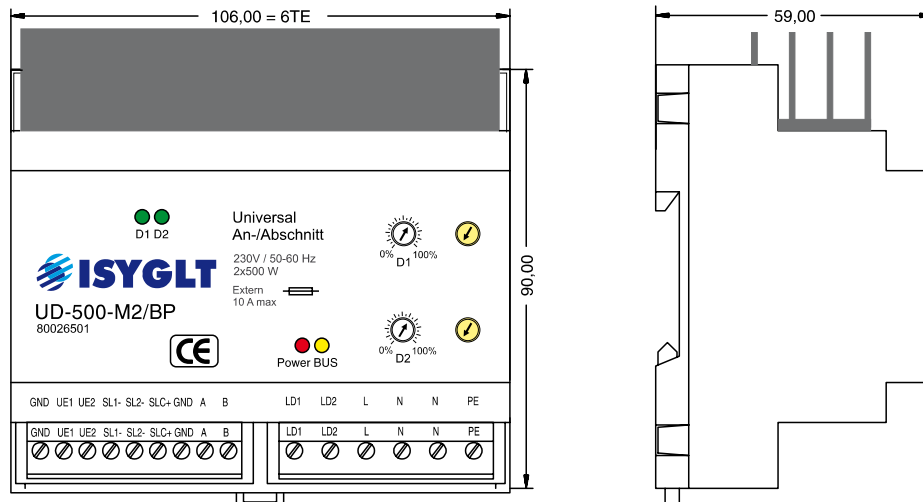 106,00 = 6TE
59,00
90,00
D1 D2
Universal
An-/Abschnitt
230V / 50-60 Hz
2x500 W
Extern
10 A max
0% 100%
D1
ISYGLT
UD-500-M2/BP
80026501
CE
Power BUS
0% 100%
D2
GND UE1 UE2 SL1- SL2- SLC+ GND A B LD1 LD2 L N N PE
GND UE1 UE2 SL1- SL2- SLC+ GND A B LD1 LD2 L N N PE